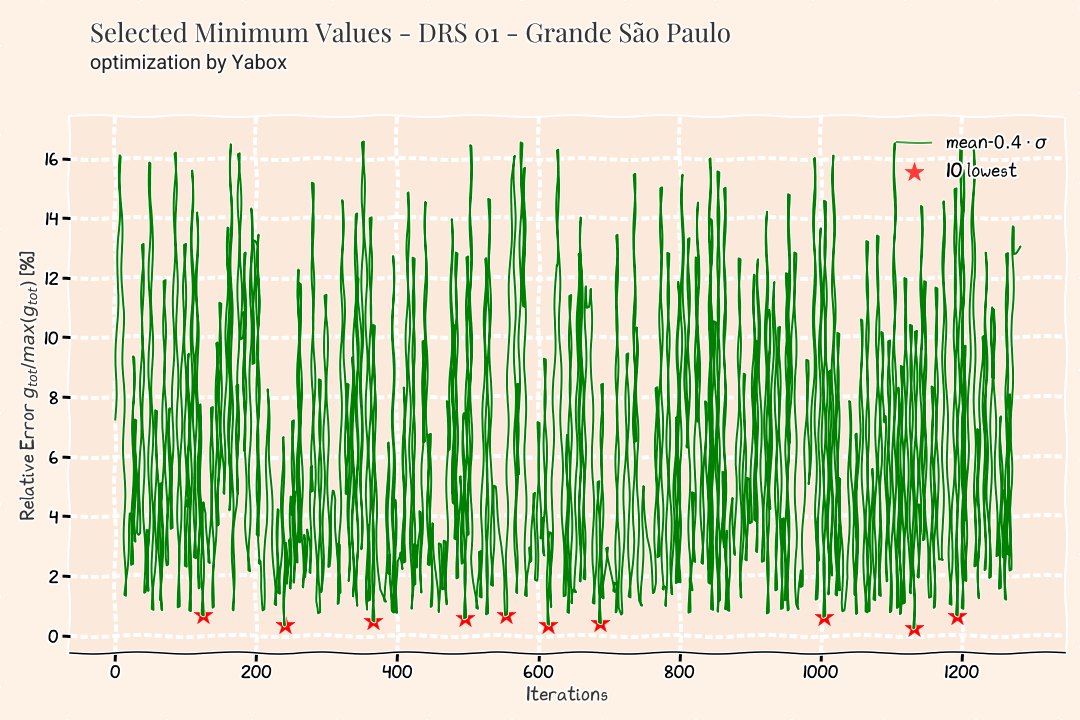 Selected Minimum Values - DRS 01 - Grande São Paulo
optimization by Yabox
mean-0.4 · σ
10 lowest
Relative Error g_tot/max(g_tot) [%]
16
14
12
10
8
6
4
2
0
0 200 400 600 800 1000 1200
Iterations